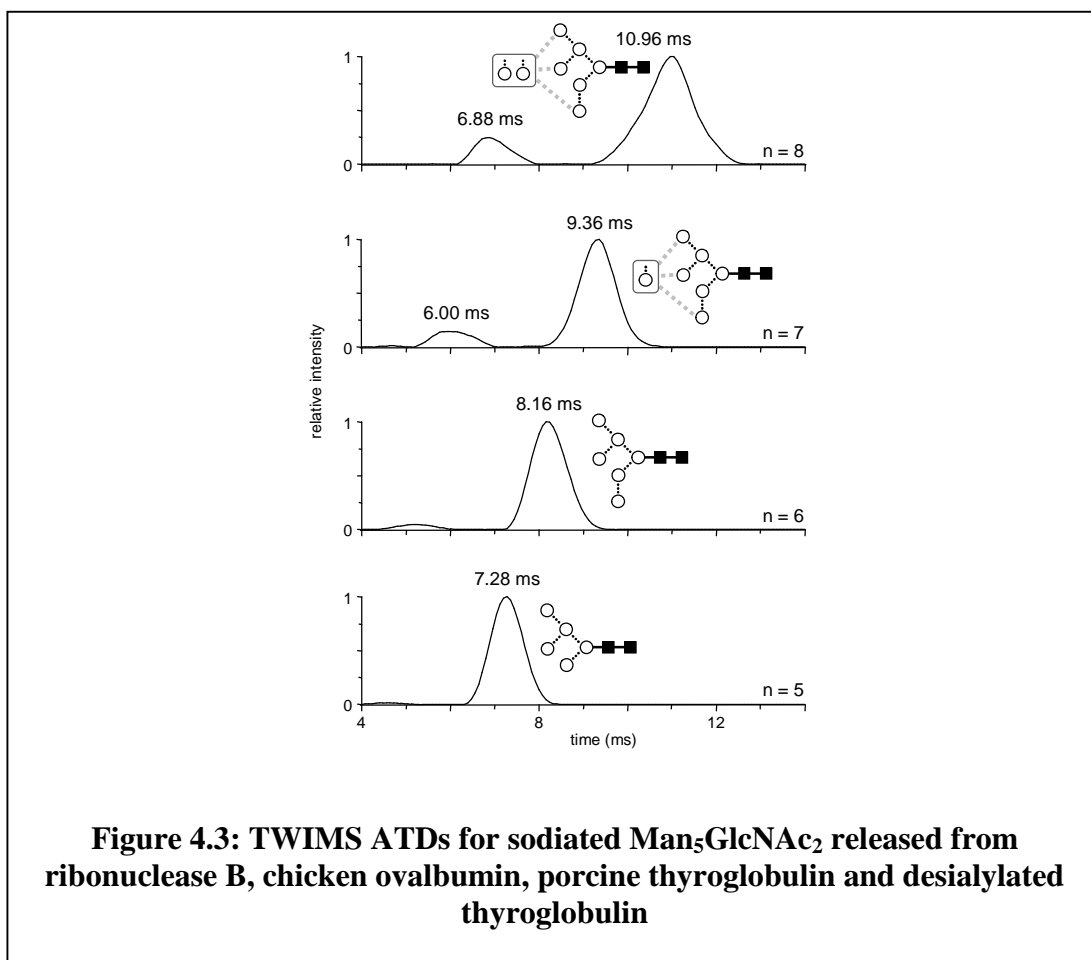 10.96 ms
1
6.88 ms
0
n = 8
9.36 ms
1
6.00 ms
0
n = 7
relative intensity
8.16 ms
1
0
n = 6
7.28 ms
1
0
n = 5
4 8 12
time (ms)
Figure 4.3: TWIMS ATDs for sodiated Man₅GlcNAc₂ released from
ribonuclease B, chicken ovalbumin, porcine thyroglobulin and desialylated
thyroglobulin